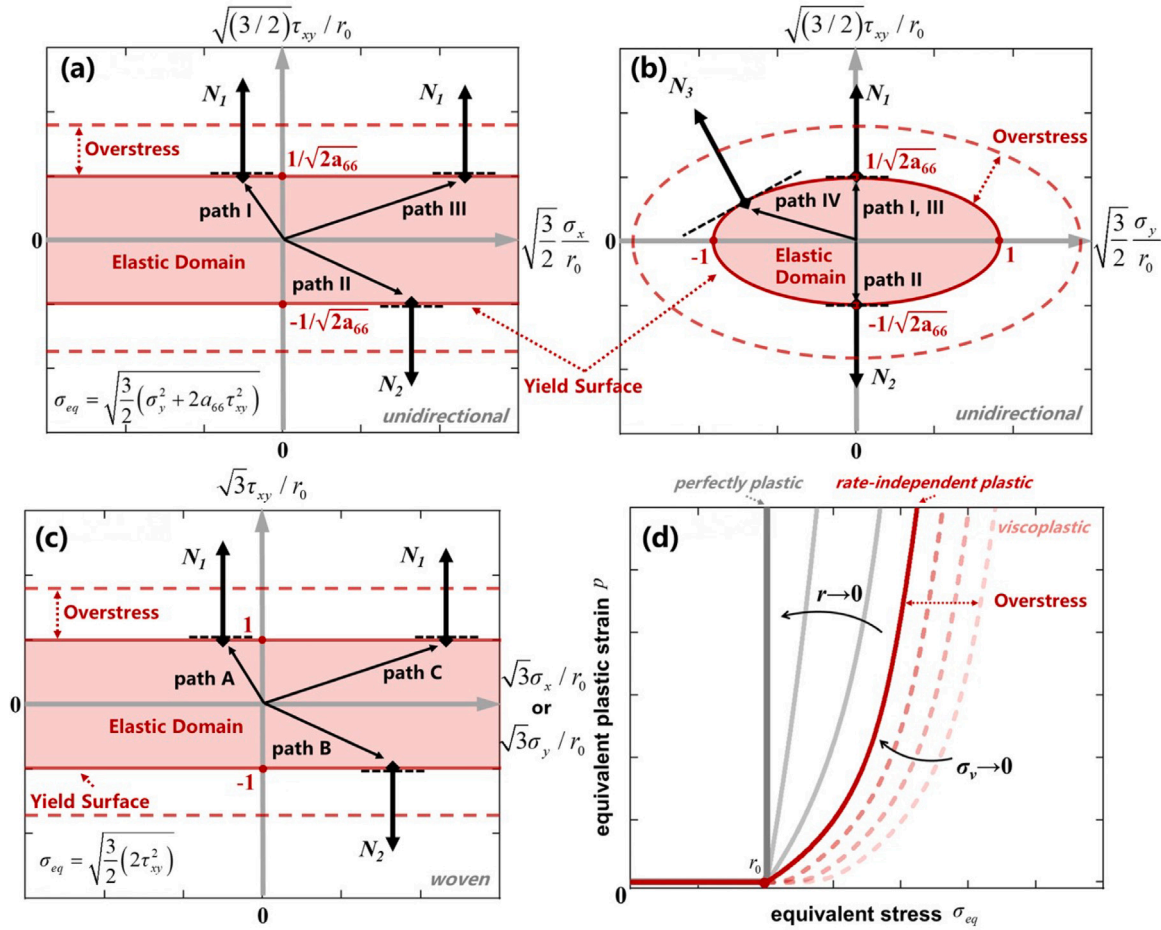 √(3/2)τxy / r0
(a)
N1
N1
Overstress
1/√2a66
path I
path III
0
Elastic Domain
√3/2 σx/r0
path II
-1/√2a66
N2
σeq = √3/2(σy² + 2a66τxy²)
unidirectional
0
Yield Surface
√(3/2)τxy / r0
(b)
N3
N1
Overstress
1/√2a66
path IV
path I, III
0
-1
Elastic
Domain
1
√3/2 σy/r0
path II
-1/√2a66
N2
unidirectional
0
√3τxy / r0
(c)
N1
N1
Overstress
1
path A
path C
0
Elastic Domain
√3σx / r0
or
√3σy / r0
path B
-1
Yield Surface
N2
σeq = √3/2(2τxy²)
woven
0
perfectly plastic
rate-independent plastic
(d)
viscoplastic
r→0
Overstress
equivalent plastic strain p
σv→0
r0
0
equivalent stress σeq